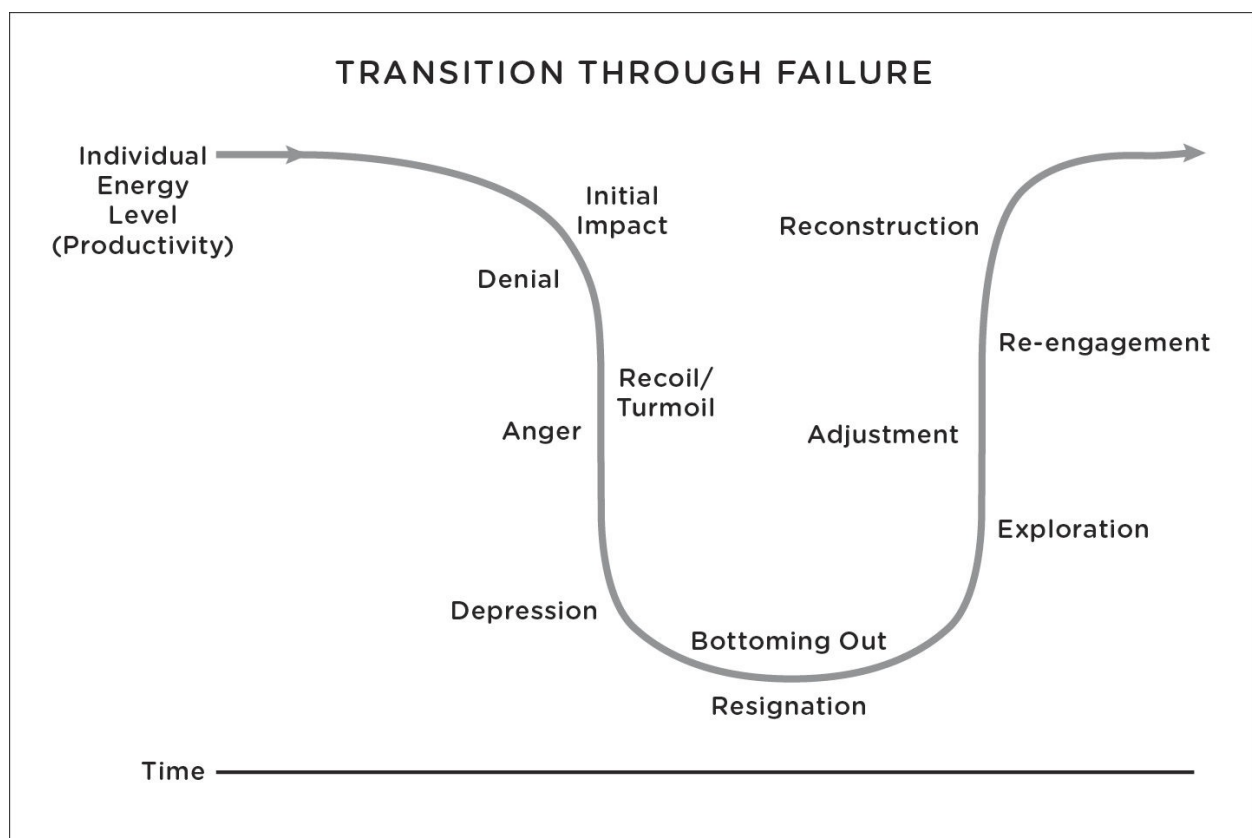 TRANSITION THROUGH FAILURE
Individual
Energy
Level
(Productivity)
Initial
Impact
Denial
Recoil/
Turmoil
Anger
Depression
Bottoming Out
Resignation
Exploration
Adjustment
Re-engagement
Reconstruction
Time